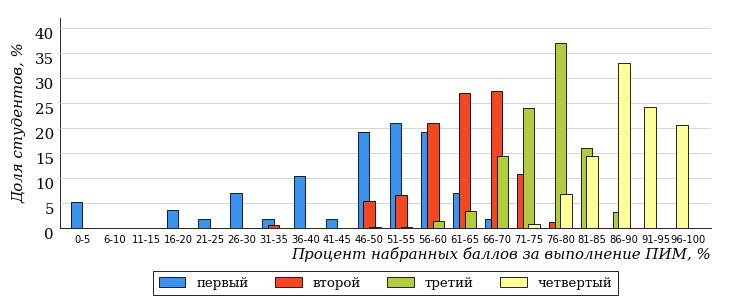 Доля студентов, %
40
35
30
25
20
15
10
5
0
0-5 6-10 11-15 16-20 21-25 26-30 31-35 36-40 41-45 46-50 51-55 56-60 61-65 66-70 71-75 76-80 81-85 86-90 91-95 96-100
Процент набранных баллов за выполнение ПИМ, %
первый второй третий четвертый